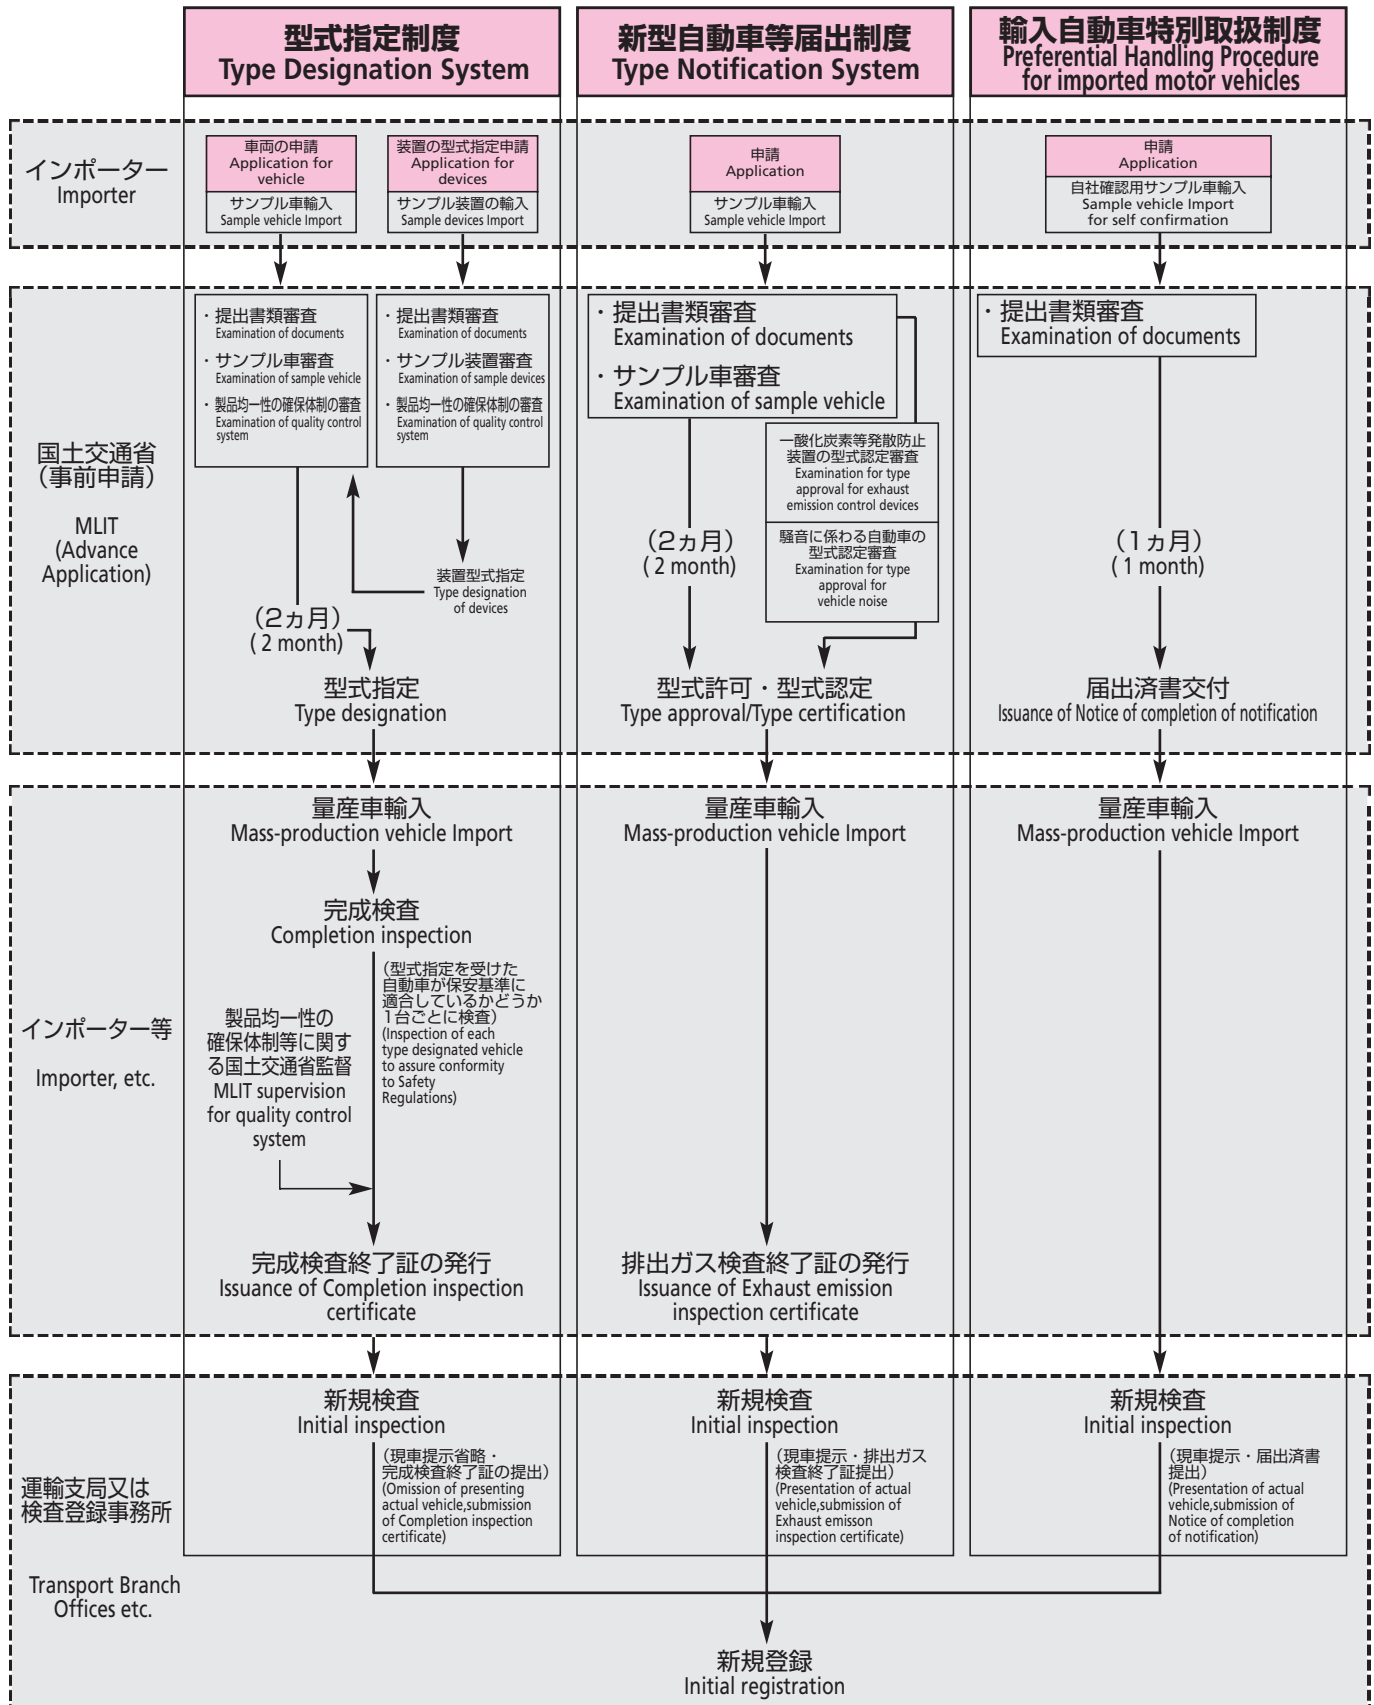 型式指定制度
Type Designation System
新型自動車等届出制度
Type Notification System
輸入自動車特別取扱制度
Preferential Handling Procedure
for imported motor vehicles
インポーター
Importer
車両の申請
Application for
vehicle
サンプル車輸入
Sample vehicle Import
装置の型式指定申請
Application for
devices
サンプル装置の輸入
Sample devices Import
申請
Application
サンプル車輸入
Sample vehicle Import
申請
Application
自社確認用サンプル車輸入
Sample vehicle Import
for self confirmation
国土交通省
（事前申請）
MLIT
(Advance
Application)
・提出書類審査
Examination of documents
・サンプル車審査
Examination of sample vehicle
・製品均一性の確保体制の審査
Examination of quality control
system
・提出書類審査
Examination of documents
・サンプル装置審査
Examination of sample devices
・製品均一性の確保体制の審査
Examination of quality control
system
装置型式指定
Type designation
of devices
（2ヵ月）
( 2 month)
型式指定
Type designation
・提出書類審査
Examination of documents
・サンプル車審査
Examination of sample vehicle
一酸化炭素等発散防止
装置の型式認定審査
Examination for type
approval for exhaust
emission control devices
騒音に係わる自動車の
型式認定審査
Examination for type
approval for
vehicle noise
（2ヵ月）
( 2 month)
型式許可・型式認定
Type approval/Type certification
・提出書類審査
Examination of documents
（1ヵ月）
( 1 month)
届出済書交付
Issuance of Notice of completion of notification
インポーター等
Importer, etc.
量産車輸入
Mass-production vehicle Import
完成検査
Completion inspection
（型式指定を受けた
自動車が保安基準に
適合しているかどうか
1台ごとに検査）
(Inspection of each
type designated vehicle
to assure conformity
to Safety
Regulations)
製品均一性の
確保体制等に関す
る国土交通省監督
MLIT supervision
for quality control
system
完成検査終了証の発行
Issuance of Completion inspection
certificate
量産車輸入
Mass-production vehicle Import
排出ガス検査終了証の発行
Issuance of Exhaust emission
inspection certificate
量産車輸入
Mass-production vehicle Import
運輸支局又は
検査登録事務所
Transport Branch
Offices etc.
新規検査
Initial inspection
（現車提示省略・
完成検査終了証の提出）
(Omission of presenting
actual vehicle,submission
of Completion inspection
certificate)
新規検査
Initial inspection
（現車提示・排出ガス
検査終了証提出）
(Presentation of actual
vehicle,submission of
Exhaust emisson
inspection certificate)
新規検査
Initial inspection
（現車提示・届出済書
提出）
(Presentation of actual
vehicle,submission of
Notice of completion
of notification)
新規登録
Initial registration